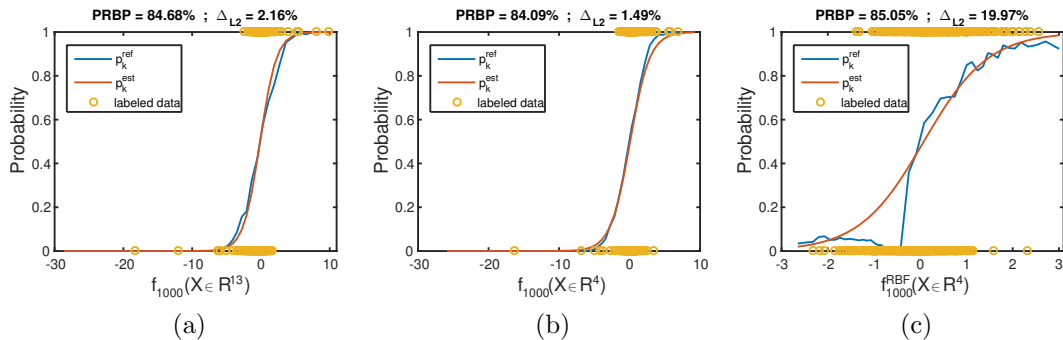 PRBP = 84.68% ; Δ_L2 = 2.16%
1
0.8
0.6
0.4
0.2
0
Probability
p_k^ref
p_k^est
labeled data
-30 -20 -10 0 10
f_1000(X ∈ R^13)
(a)
PRBP = 84.09% ; Δ_L2 = 1.49%
1
0.8
0.6
0.4
0.2
0
Probability
p_k^ref
p_k^est
labeled data
-30 -20 -10 0 10
f_1000(X ∈ R^4)
(b)
PRBP = 85.05% ; Δ_L2 = 19.97%
1
0.8
0.6
0.4
0.2
0
Probability
p_k^ref
p_k^est
labeled data
-3 -2 -1 0 1 2 3
f_1000^RBF(X ∈ R^4)
(c)